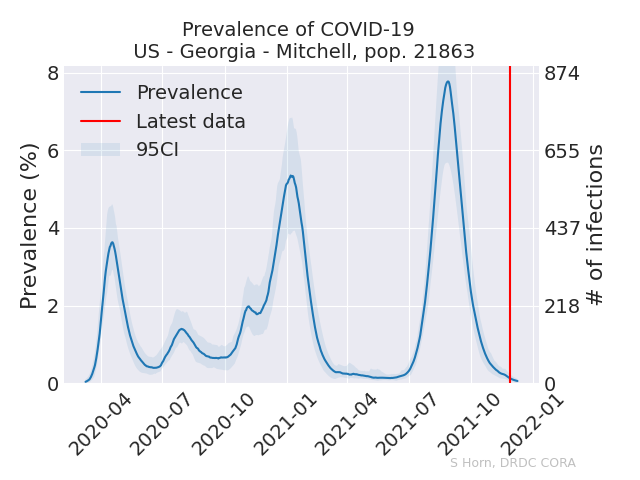 Prevalence of COVID-19
US - Georgia - Mitchell, pop. 21863
Prevalence
Latest data
95CI
Prevalence (%)
8
6
4
2
0
874
655
437
218
0
# of infections
2020-04
2020-07
2020-10
2021-01
2021-04
2021-07
2021-10
2022-01
S Horn, DRDC CORA